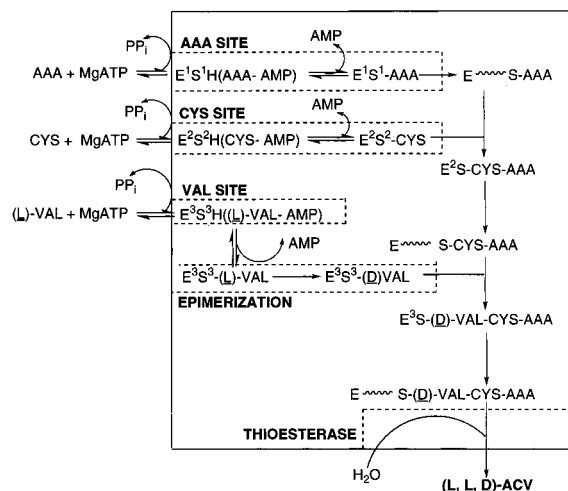 PPi AAA SITE AMP
AAA + MgATP E¹S¹H(AAA- AMP) E¹S¹-AAA E S-AAA
PPi CYS SITE AMP
CYS + MgATP E²S²H(CYS- AMP) E²S²-CYS
E²S-CYS-AAA
PPi VAL SITE
(L)-VAL + MgATP E³S³H((L)-VAL- AMP)
AMP E S-CYS-AAA
E³S³-(L)-VAL E³S³-(D)VAL
EPIMERIZATION
E³S-(D)-VAL-CYS-AAA
E S-(D)-VAL-CYS-AAA
THIOESTERASE
H₂O
(L, L, D)-ACV